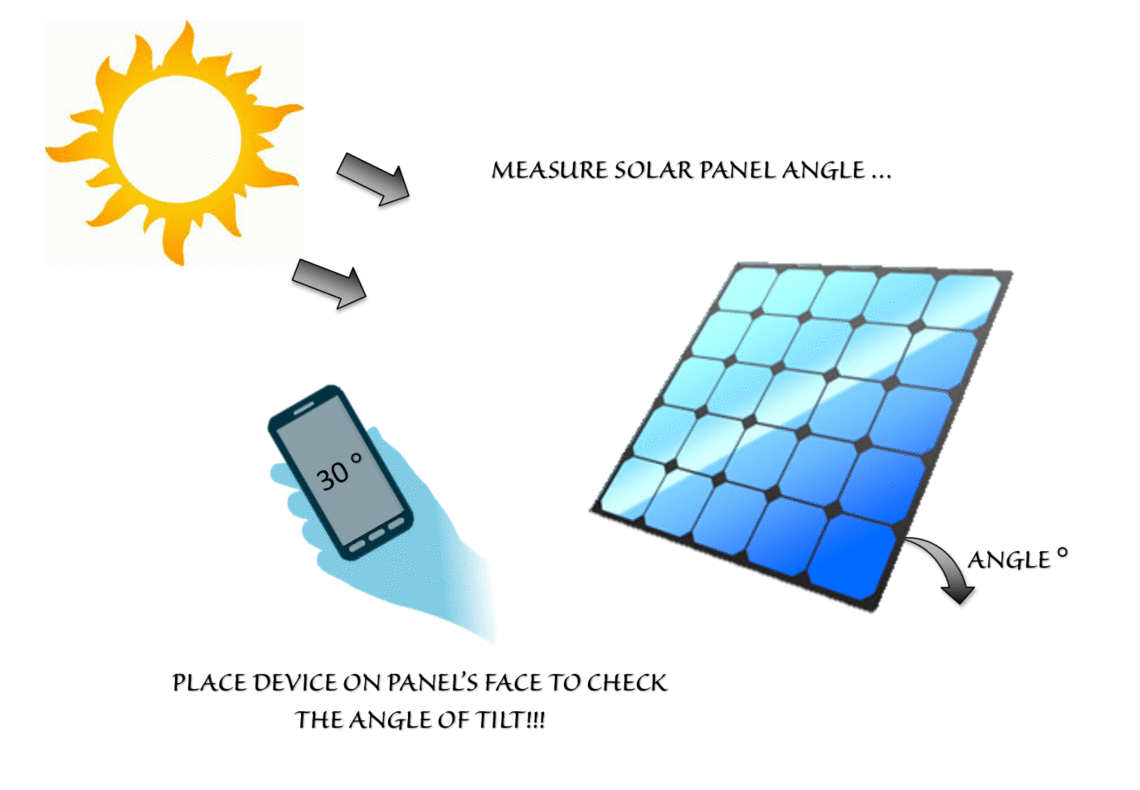 MEASURE SOLAR PANEL ANGLE ...
30 °
ANGLE °
PLACE DEVICE ON PANEL'S FACE TO CHECK
THE ANGLE OF TILT!!!